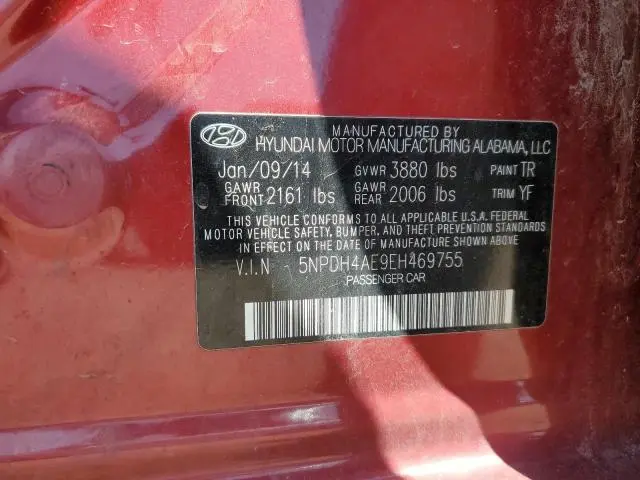 MANUFACTURED BY
HYUNDAI MOTOR MANUFACTURING ALABAMA, LLC
Jan/09/14 GVWR 3880 lbs PAINT TR
GAWR FRONT 2161 lbs GAWR REAR 2006 lbs TRIM YF
THIS VEHICLE CONFORMS TO ALL APPLICABLE U.S.A. FEDERAL
MOTOR VEHICLE SAFETY, BUMPER, AND THEFT PREVENTION STANDARDS
IN EFFECT ON THE DATE OF MANUFACTURE SHOWN ABOVE.
V.I.N 5NPDH4AE9EH469755
PASSENGER CAR